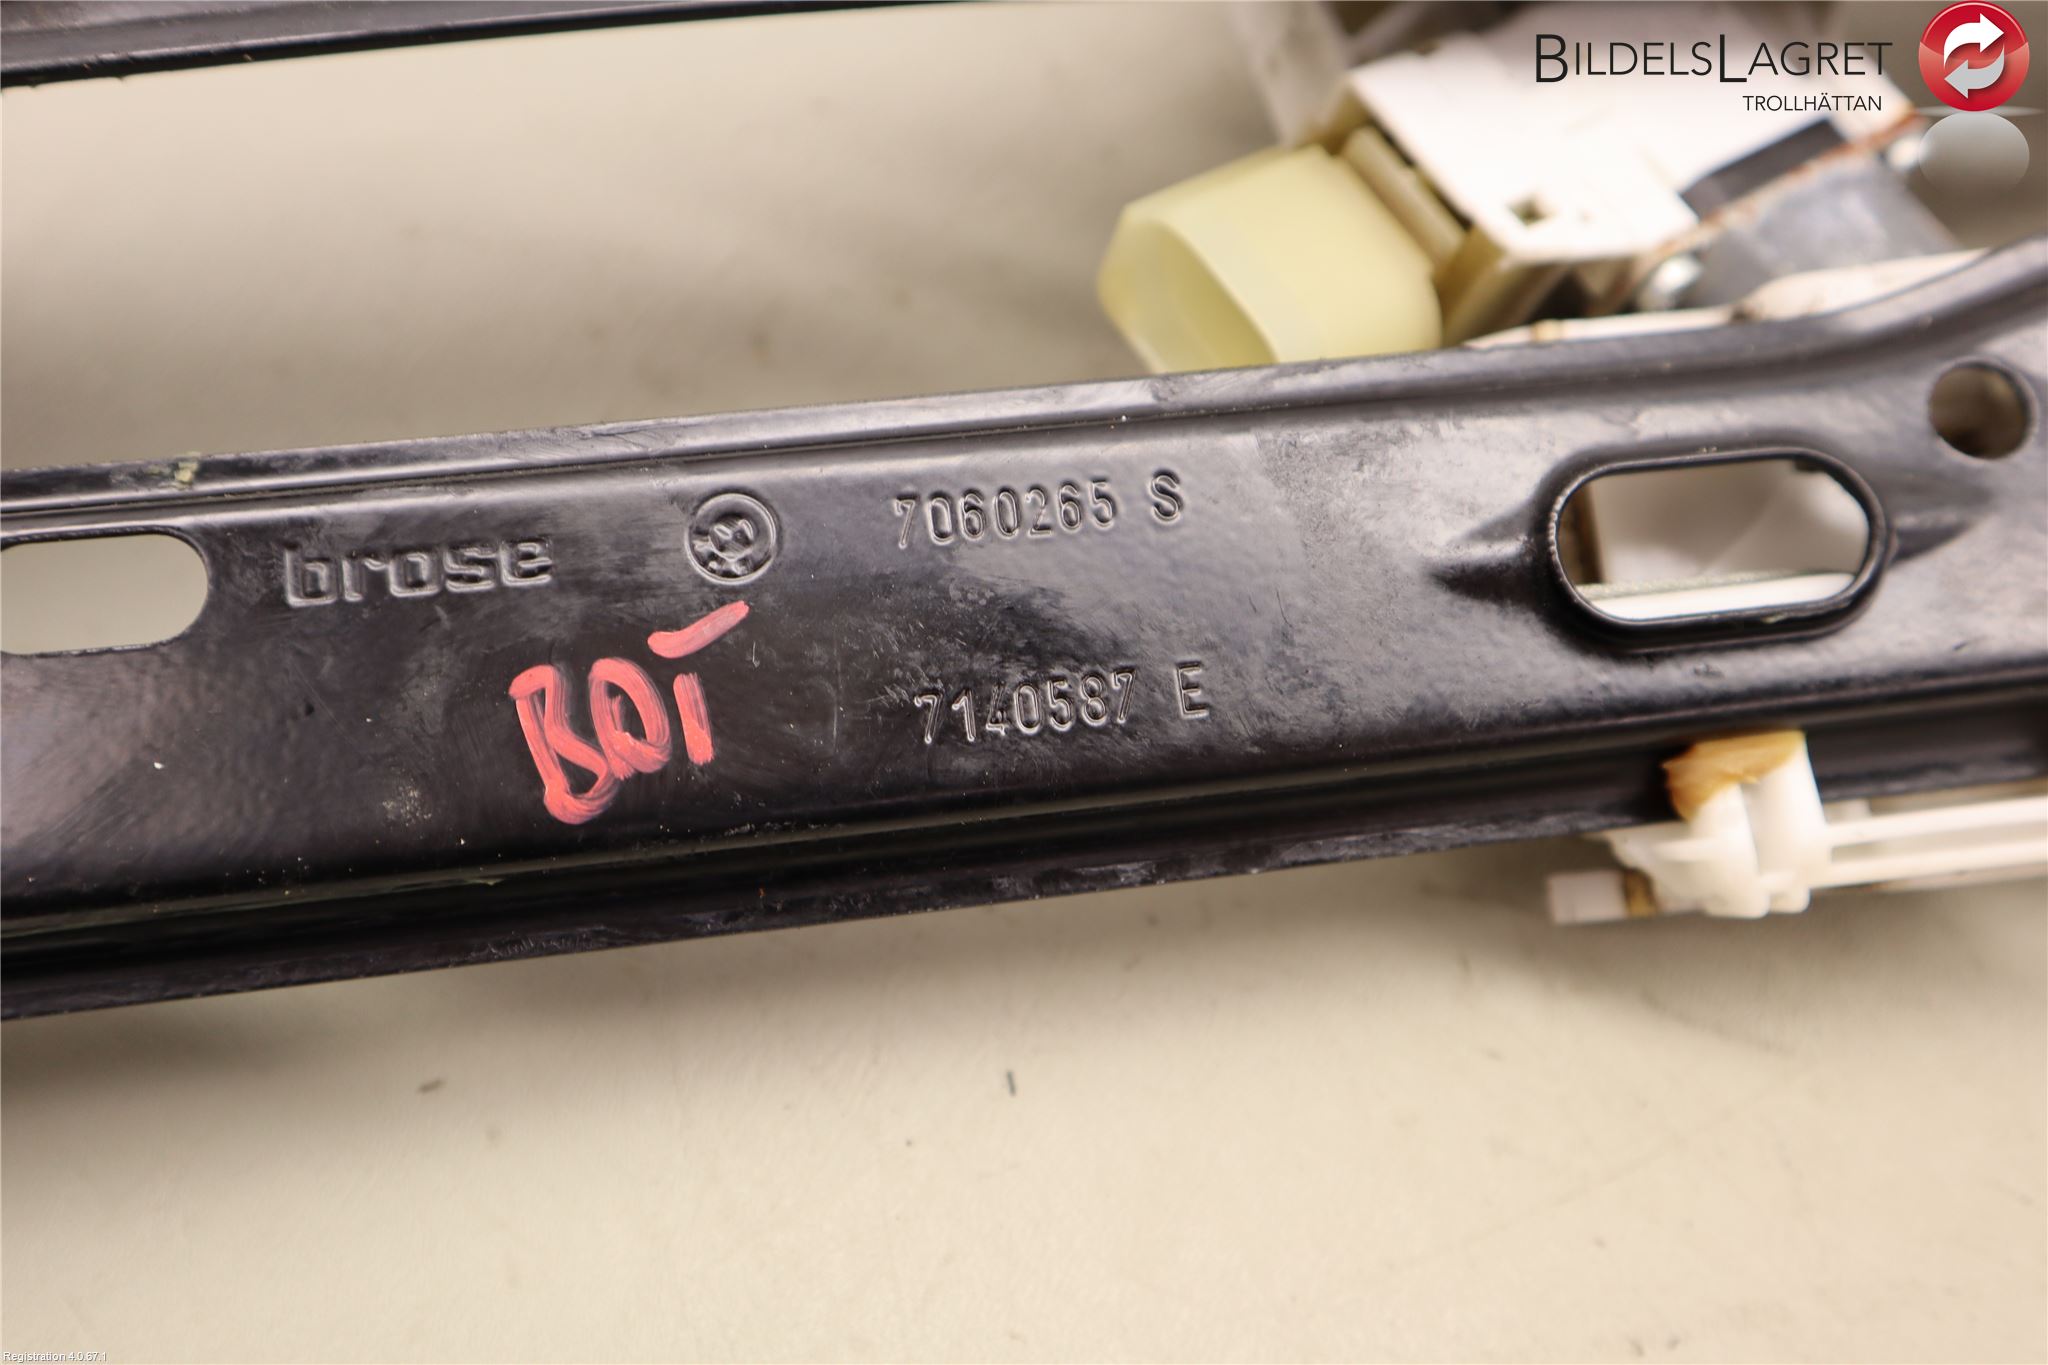 BILDELSLAGRET
TROLLHÄTTAN
brose
7060265 S
7140587 E
Registration 4.0.67.1